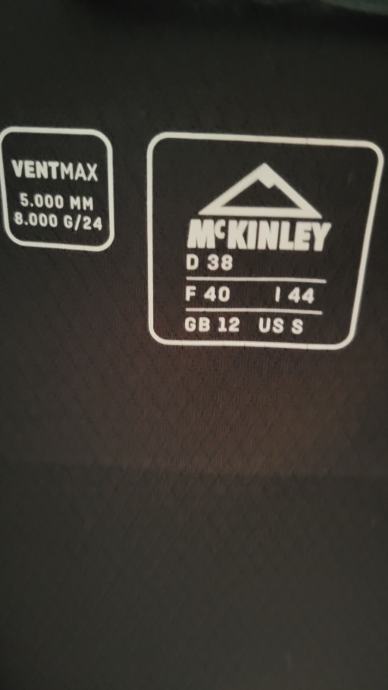 VENTMAX
5.000 MM
8.000 G/24
McKINLEY
D 38
F 40 I 44
GB 12 US S